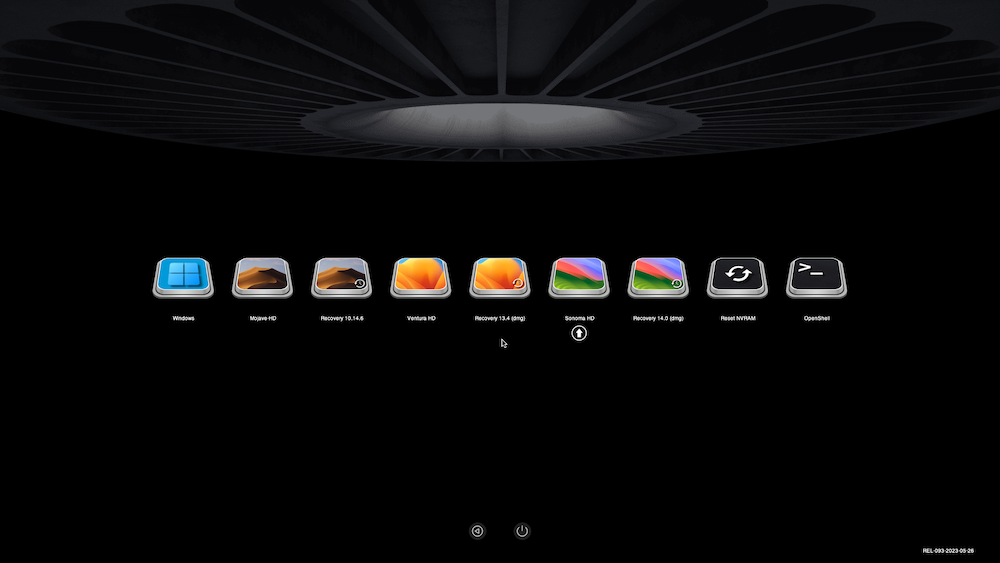 Windows
Mojave-HD
Recovery 10.14.6
Ventura HD
Recovery 13.4 (dmg)
Sonoma HD
Recovery 14.0 (dmg)
Reset NVRAM
OpenShell
REL-093-2023-05-26